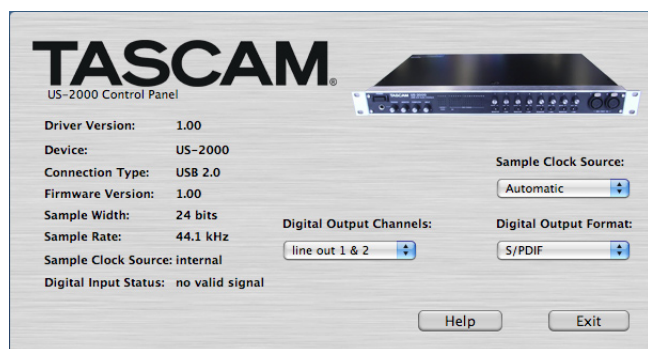 TASCAM®
US-2000 Control Panel
Driver Version: 1.00
Device: US-2000
Connection Type: USB 2.0
Firmware Version: 1.00
Sample Width: 24 bits
Sample Rate: 44.1 kHz
Sample Clock Source: internal
Digital Input Status: no valid signal
Digital Output Channels:
line out 1 & 2
Sample Clock Source:
Automatic
Digital Output Format:
S/PDIF
Help
Exit